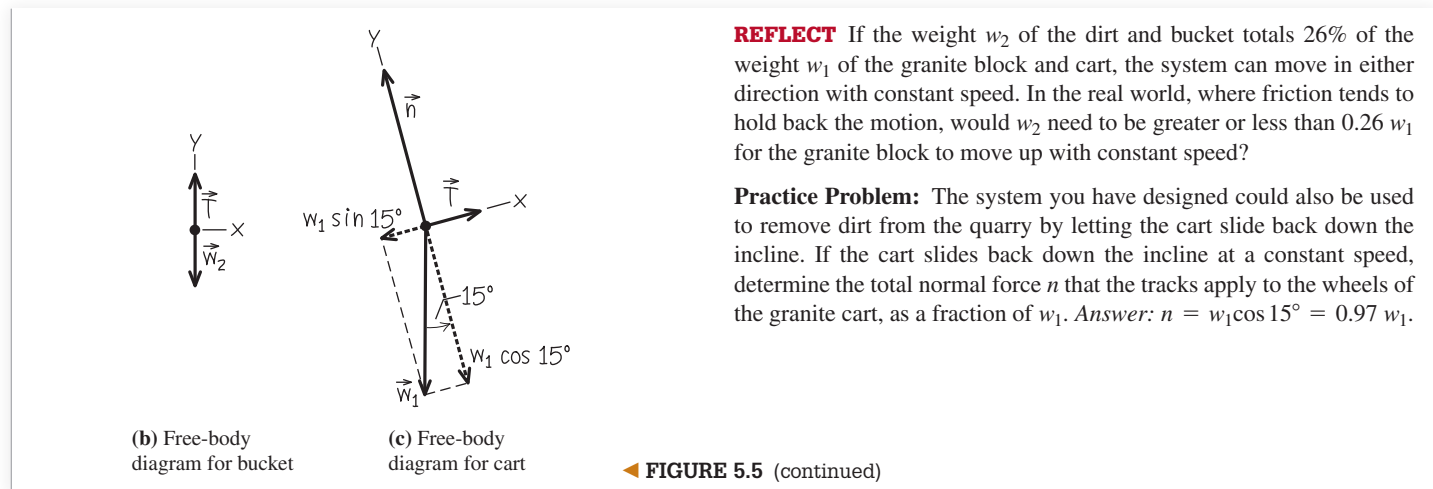 REFLECT If the weight w₂ of the dirt and bucket totals 26% of the
weight w₁ of the granite block and cart, the system can move in either
direction with constant speed. In the real world, where friction tends to
hold back the motion, would w₂ need to be greater or less than 0.26 w₁
for the granite block to move up with constant speed?
Practice Problem: The system you have designed could also be used
to remove dirt from the quarry by letting the cart slide back down the
incline. If the cart slides back down the incline at a constant speed,
determine the total normal force n that the tracks apply to the wheels of
the granite cart, as a fraction of w₁. Answer: n = w₁cos 15° = 0.97 w₁.
Y
T⃗
X
w⃗₂
(b) Free-body
diagram for bucket
Y
n⃗
T⃗
X
w₁ sin 15°
15°
w₁ cos 15°
w⃗₁
(c) Free-body
diagram for cart
◀ FIGURE 5.5 (continued)